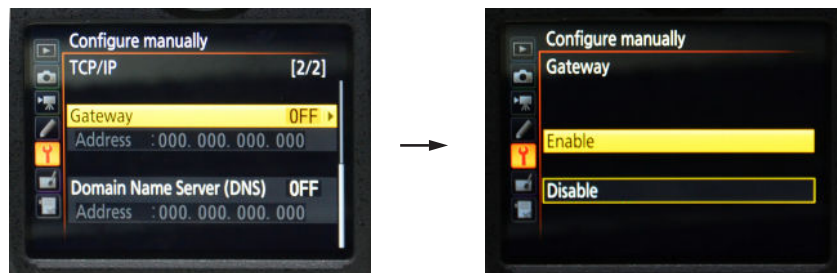 Configure manually
TCP/IP [2/2]
Gateway OFF
Address :000. 000. 000. 000
Domain Name Server (DNS) OFF
Address :000. 000. 000. 000
Configure manually
Gateway
Enable
Disable